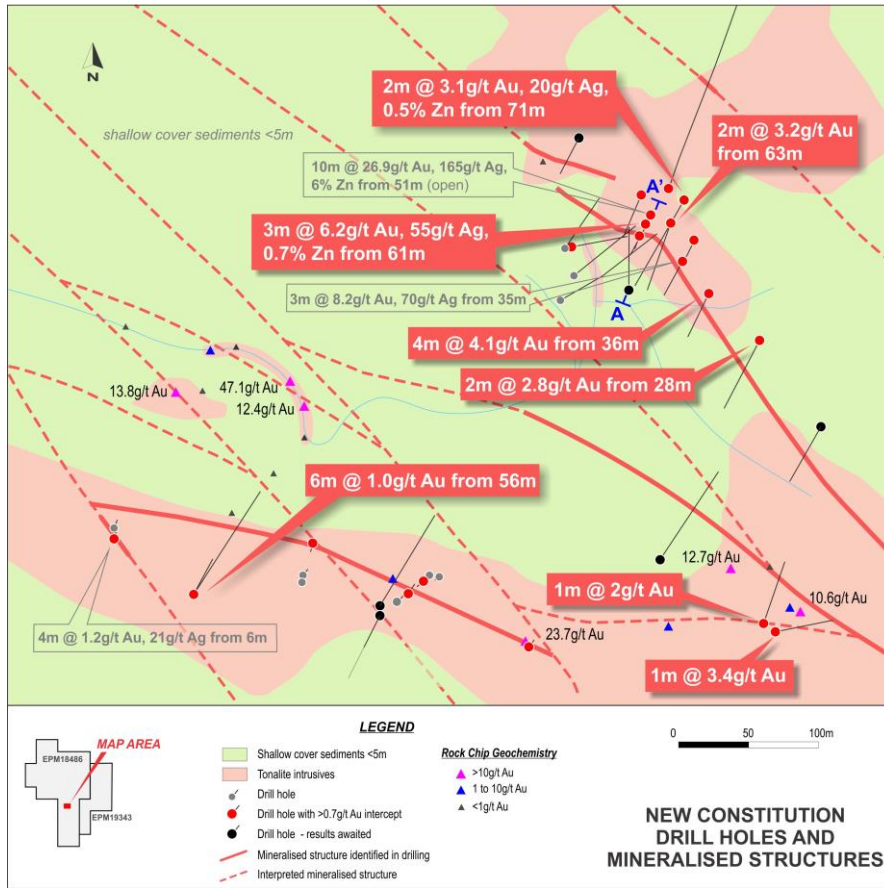 N
shallow cover sediments <5m
2m @ 3.1g/t Au, 20g/t Ag,
0.5% Zn from 71m
2m @ 3.2g/t Au
from 63m
10m @ 26.9g/t Au, 165g/t Ag,
6% Zn from 51m (open)
A'
3m @ 6.2g/t Au, 55g/t Ag,
0.7% Zn from 61m
3m @ 8.2g/t Au, 70g/t Ag from 35m
A
4m @ 4.1g/t Au from 36m
2m @ 2.8g/t Au from 28m
13.8g/t Au
47.1g/t Au
12.4g/t Au
6m @ 1.0g/t Au from 56m
12.7g/t Au
1m @ 2g/t Au
10.6g/t Au
4m @ 1.2g/t Au, 21g/t Ag from 6m
23.7g/t Au
1m @ 3.4g/t Au
MAP AREA
EPM18486
EPM19343
LEGEND
Shallow cover sediments <5m
Tonalite intrusives
Drill hole
Drill hole with >0.7g/t Au intercept
Drill hole - results awaited
Mineralised structure identified in drilling
Interpreted mineralised structure
Rock Chip Geochemistry
>10g/t Au
1 to 10g/t Au
<1g/t Au
0 50 100m
NEW CONSTITUTION
DRILL HOLES AND
MINERALISED STRUCTURES